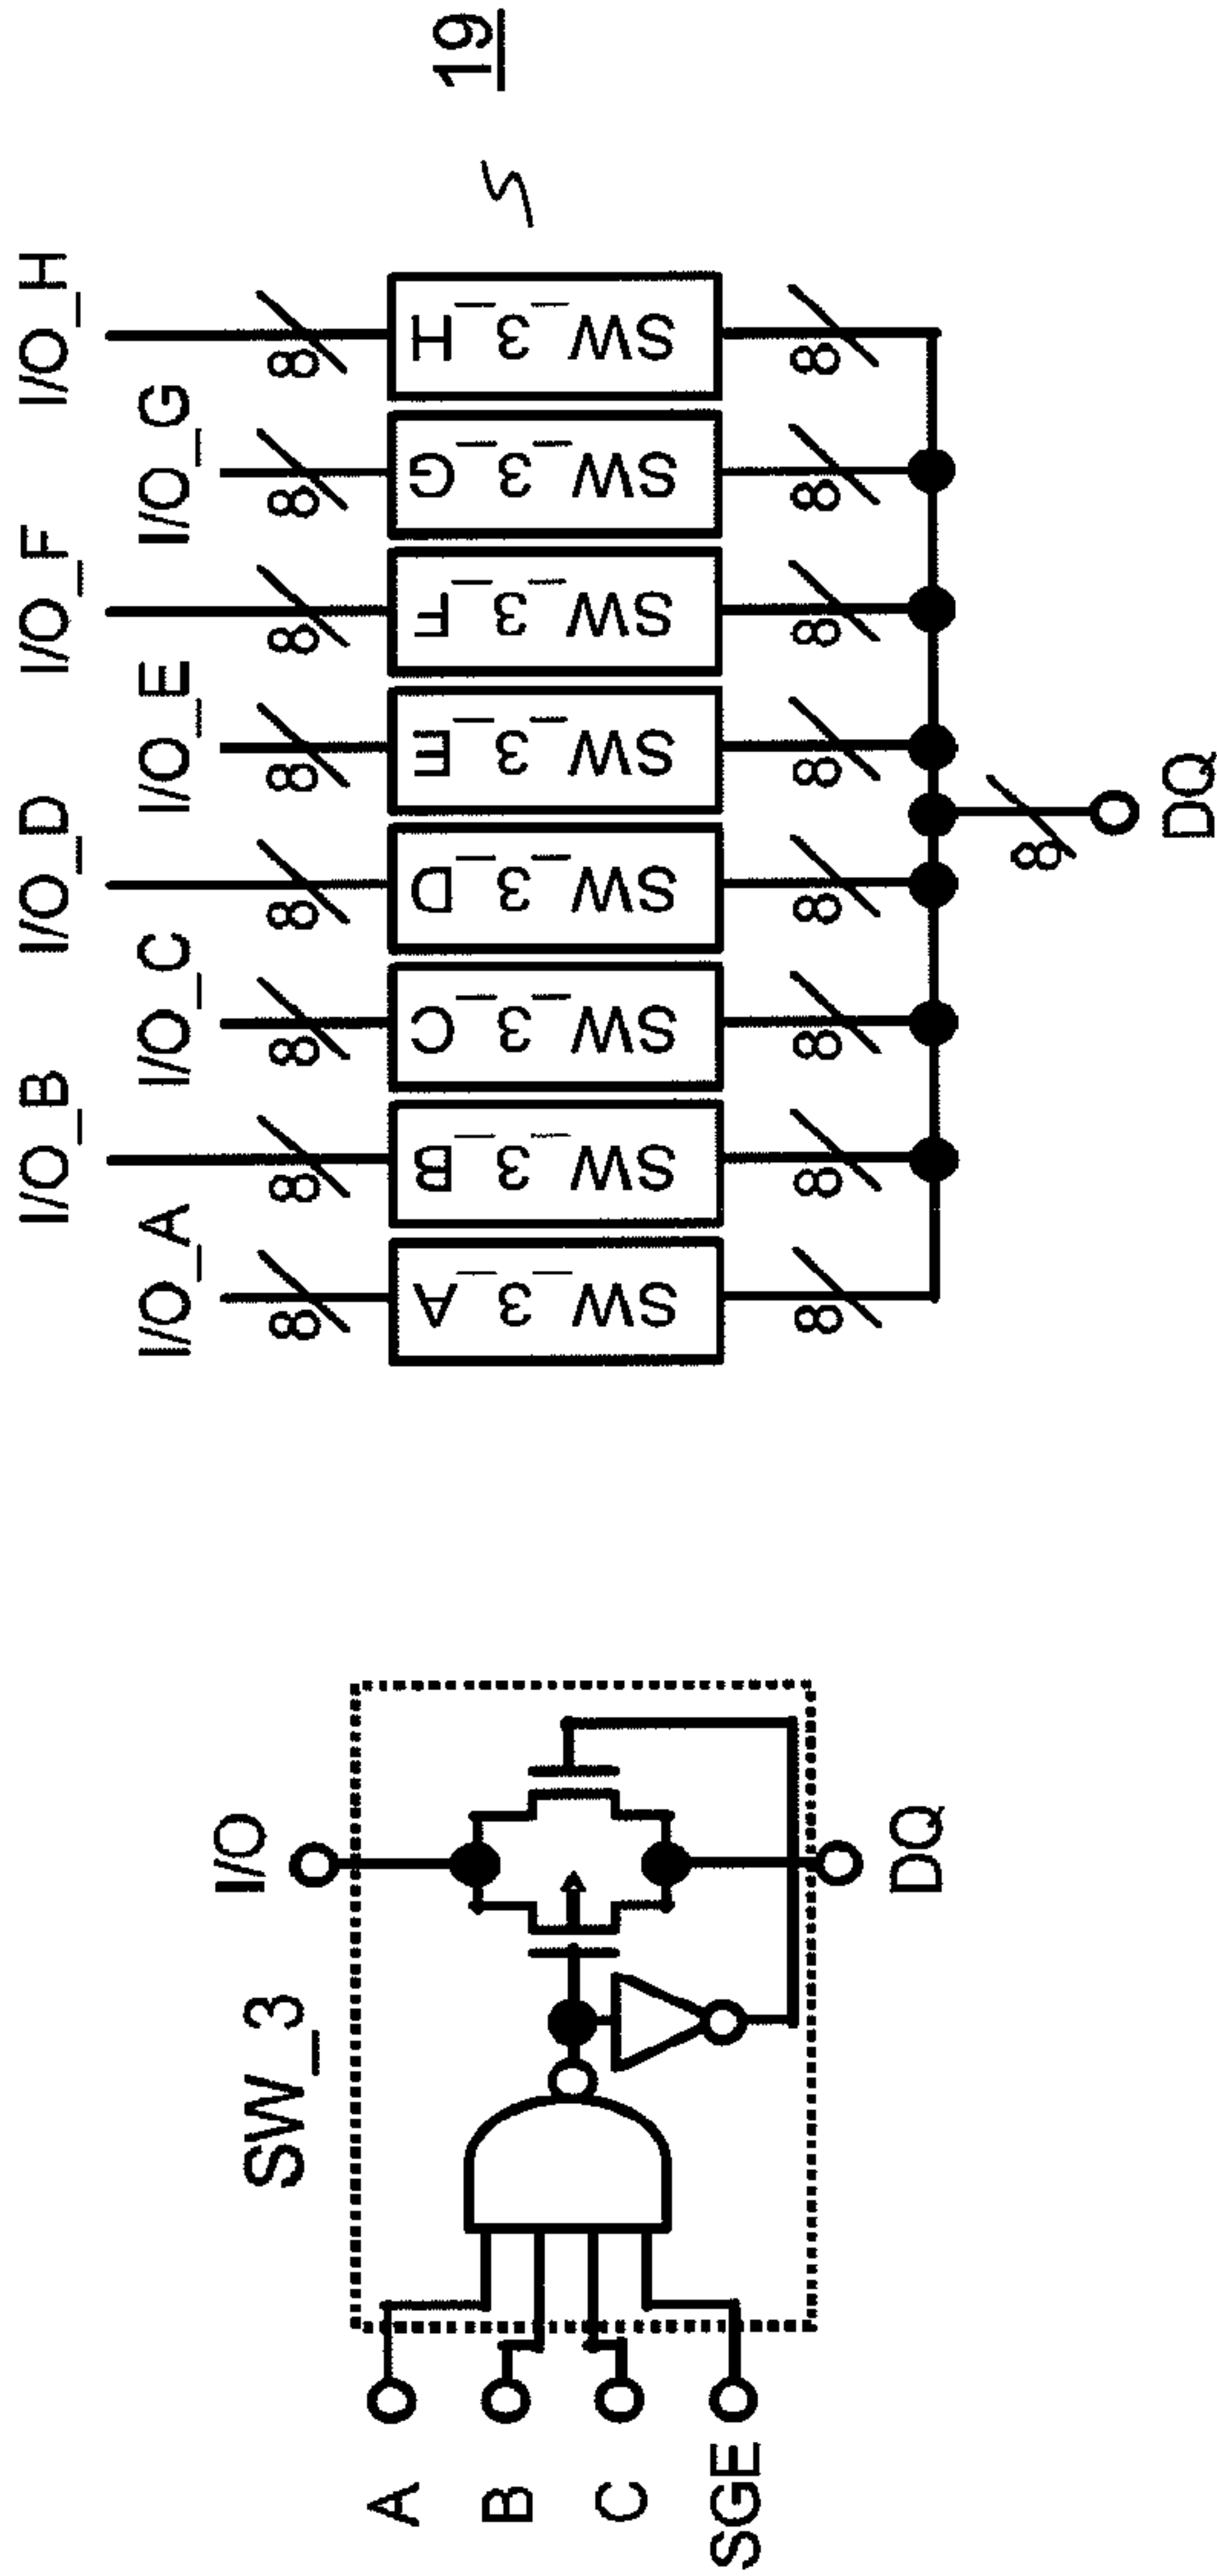 19
I/O_A
I/O_B
I/O_C
I/O_D
I/O_E
I/O_F
I/O_G
I/O_H
8
8
8
8
8
8
8
8
SW_3_A
SW_3_B
SW_3_C
SW_3_D
SW_3_E
SW_3_F
SW_3_G
SW_3_H
8
8
8
8
8
8
8
8
8
DQ
SW_3
I/O
A
B
C
SGE
DQ